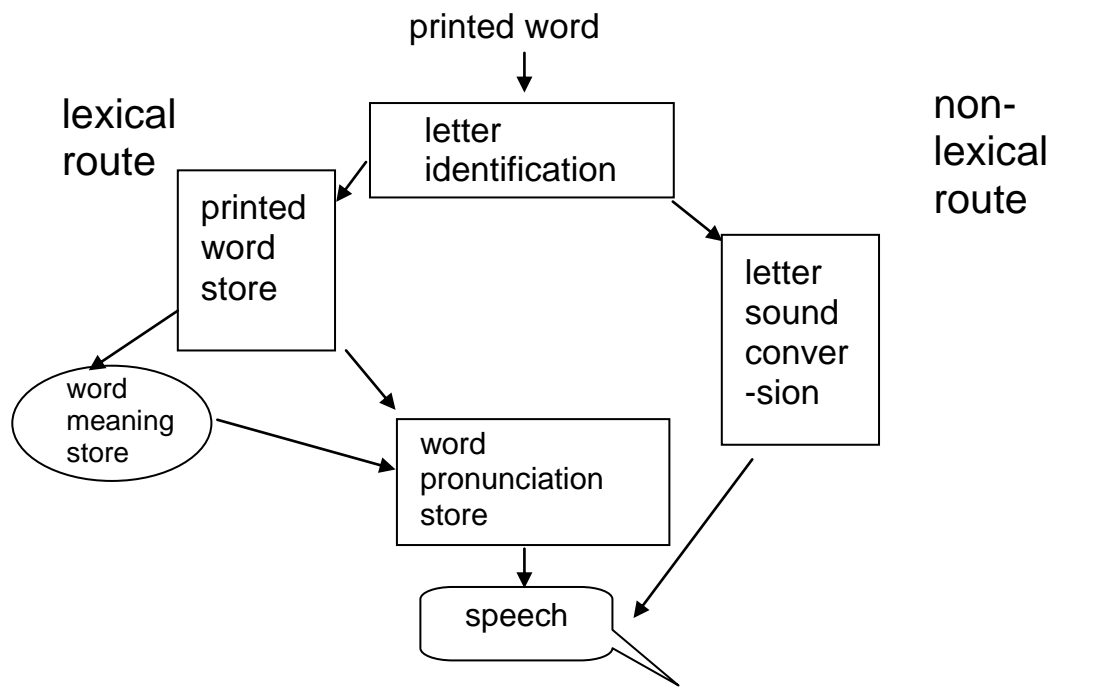 printed word
lexical
route
letter
identification
non-
lexical
route
printed
word
store
letter
sound
conver
-sion
word
meaning
store
word
pronunciation
store
speech